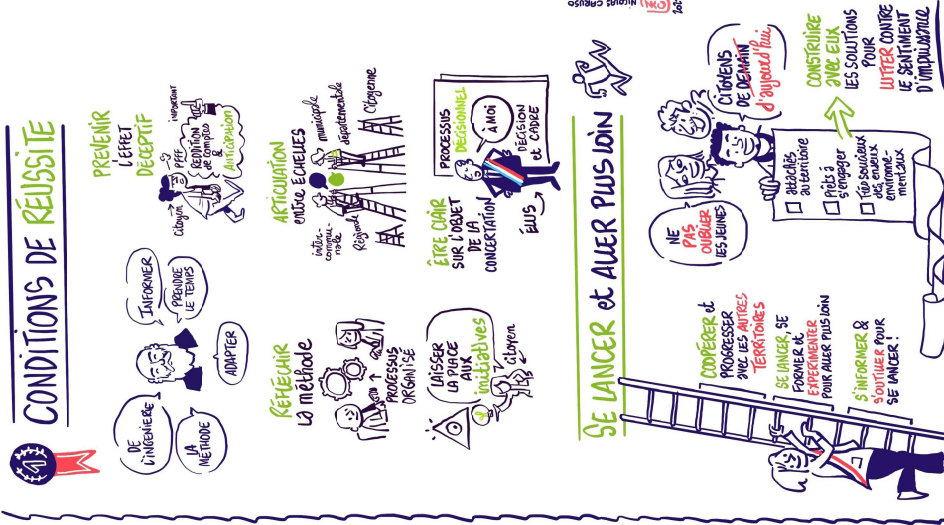 CONDITIONS DE RÉUSSITE
1
DE
L'INGÉNIERIE
LA
MÉTHODE
INFORMER
PRENDRE
LE TEMPS
ADAPTER
PRÉVENIR
L'EFFET
DÉCEPTIF
citoyen
PFFF
REDDITION
de comptes
&
ANTICIPATION
IMPORTANT
RÉFLÉCHIR
La méthode
PROCESSUS
ORGANISÉ
ARTICULATION
entre ÉCHELLES
inter-
commu-
nale
Régionale
municipale
départementale
Citoyenne
LAISSER
LA PLACE
AUX
initiatives
citoyen
ÊTRE CLAIR
SUR L'OBJET
DE LA
CONCERTATION
ÉLUS
PROCESSUS
DÉCISIONNEL
À MOI
DÉCISION
et CADRE
SE LANCER et ALLER PLUS LOIN
COOPÉRER et
PROGRESSER
avec LES AUTRES
TERRITOIRES
SE LANCER, SE
FORMER et
EXPÉRIMENTER
POUR ALLER PLUS LOIN
S'INFORMER &
S'OUTILLER POUR
SE LANCER !
NE
PAS
OUBLIER
LES JEUNES
CITOYENS
DE DEMAIN
d'aujourd'hui
attachés
au territoire
Prêts à
s'engager
Très soucieux
des enjeux
environne-
mentaux
CONSTRUIRE
avec EUX
LES SOLUTIONS
POUR
LUTTER CONTRE
LE SENTIMENT
D'impuissance
NICOLAS CARUSO